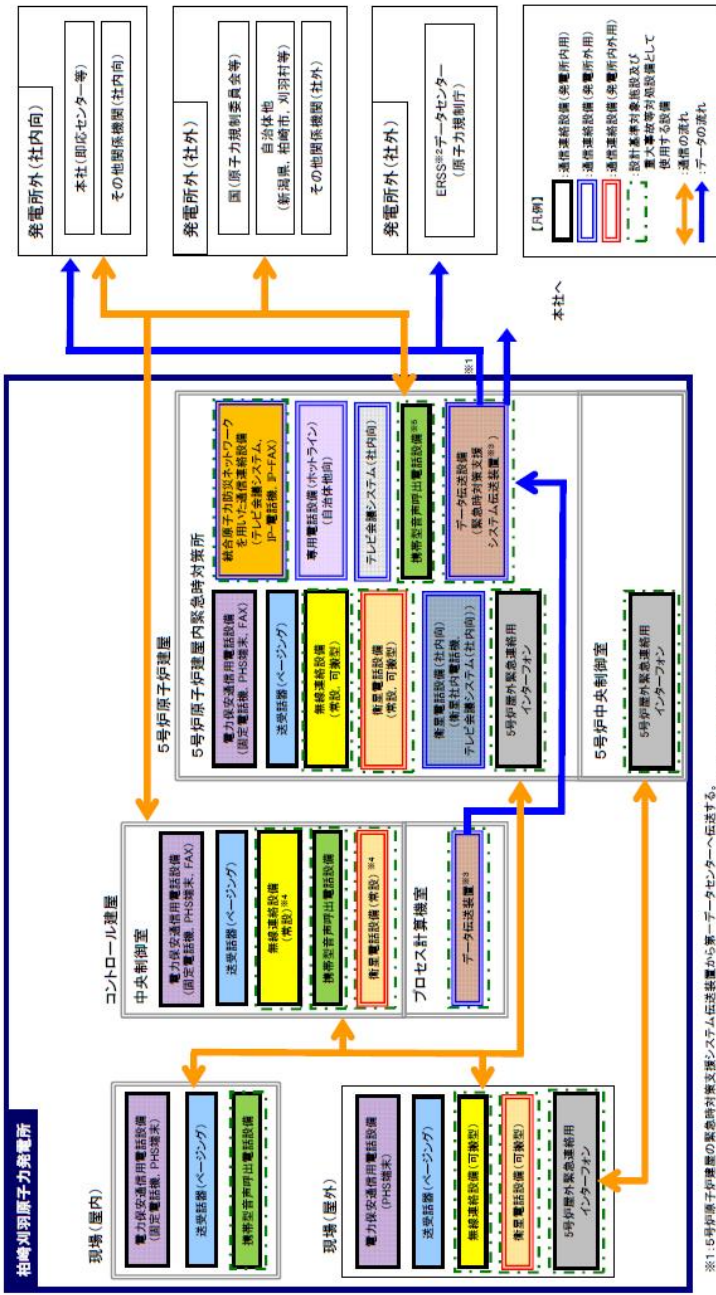 柏崎刈羽原子力発電所
現場(屋内)
電力保安通信用電話設備
(固定電話機、PHS端末)
送受話器(ページング)
携帯型音声呼出電話設備
現場(屋外)
電力保安通信用電話設備
(PHS端末)
送受話器(ページング)
無線連絡設備(可搬型)
衛星電話設備(可搬型)
5号炉屋外緊急連絡用
インターフォン
コントロール建屋
中央制御室
電力保安通信用電話設備
(固定電話機、PHS端末、FAX)
送受話器(ページング)
無線連絡設備
(常設)※4
携帯型音声呼出電話設備
衛星電話設備(常設)※4
プロセス計算機室
データ伝送装置※3
5号炉原子炉建屋
5号炉原子炉建屋内緊急時対策所
電力保安通信用電話設備
(固定電話機、PHS端末、FAX)
送受話器(ページング)
無線連絡設備
(常設、可搬型)
衛星電話設備
(常設、可搬型)
衛星電話設備(社内向)
(衛星社内電話機、
テレビ会議システム(社内向))
5号炉屋外緊急連絡用
インターフォン
統合原子力防災ネットワーク
を用いた通信連絡設備
(テレビ会議システム、
IP-電話機、IP-FAX)
専用電話設備(ホットライン)
(自治体他向)
テレビ会議システム(社内向)
携帯型音声呼出電話設備※5
データ伝送設備
(緊急時対策支援
システム伝送装置※3)
5号炉中央制御室
5号炉屋外緊急連絡用
インターフォン
※1
本社へ
発電所外(社内向)
本社(即応センター等)
その他関係機関(社内向)
発電所外(社外)
国(原子力規制委員会等)
自治体他
(新潟県、柏崎市、刈羽村等)
その他関係機関(社外)
発電所外(社外)
ERSS※2データセンター
(原子力規制庁)
【凡例】
:通信連絡設備(発電所内用)
:通信連絡設備(発電所外用)
:通信連絡設備(発電所内外用)
:設計基準対象施設及び
重大事故等対処設備として
使用する設備
:通信の流れ
:データの流れ
※1:5号炉原子炉建屋の緊急時対策支援システム伝送装置から第一データセンターへ伝送する。